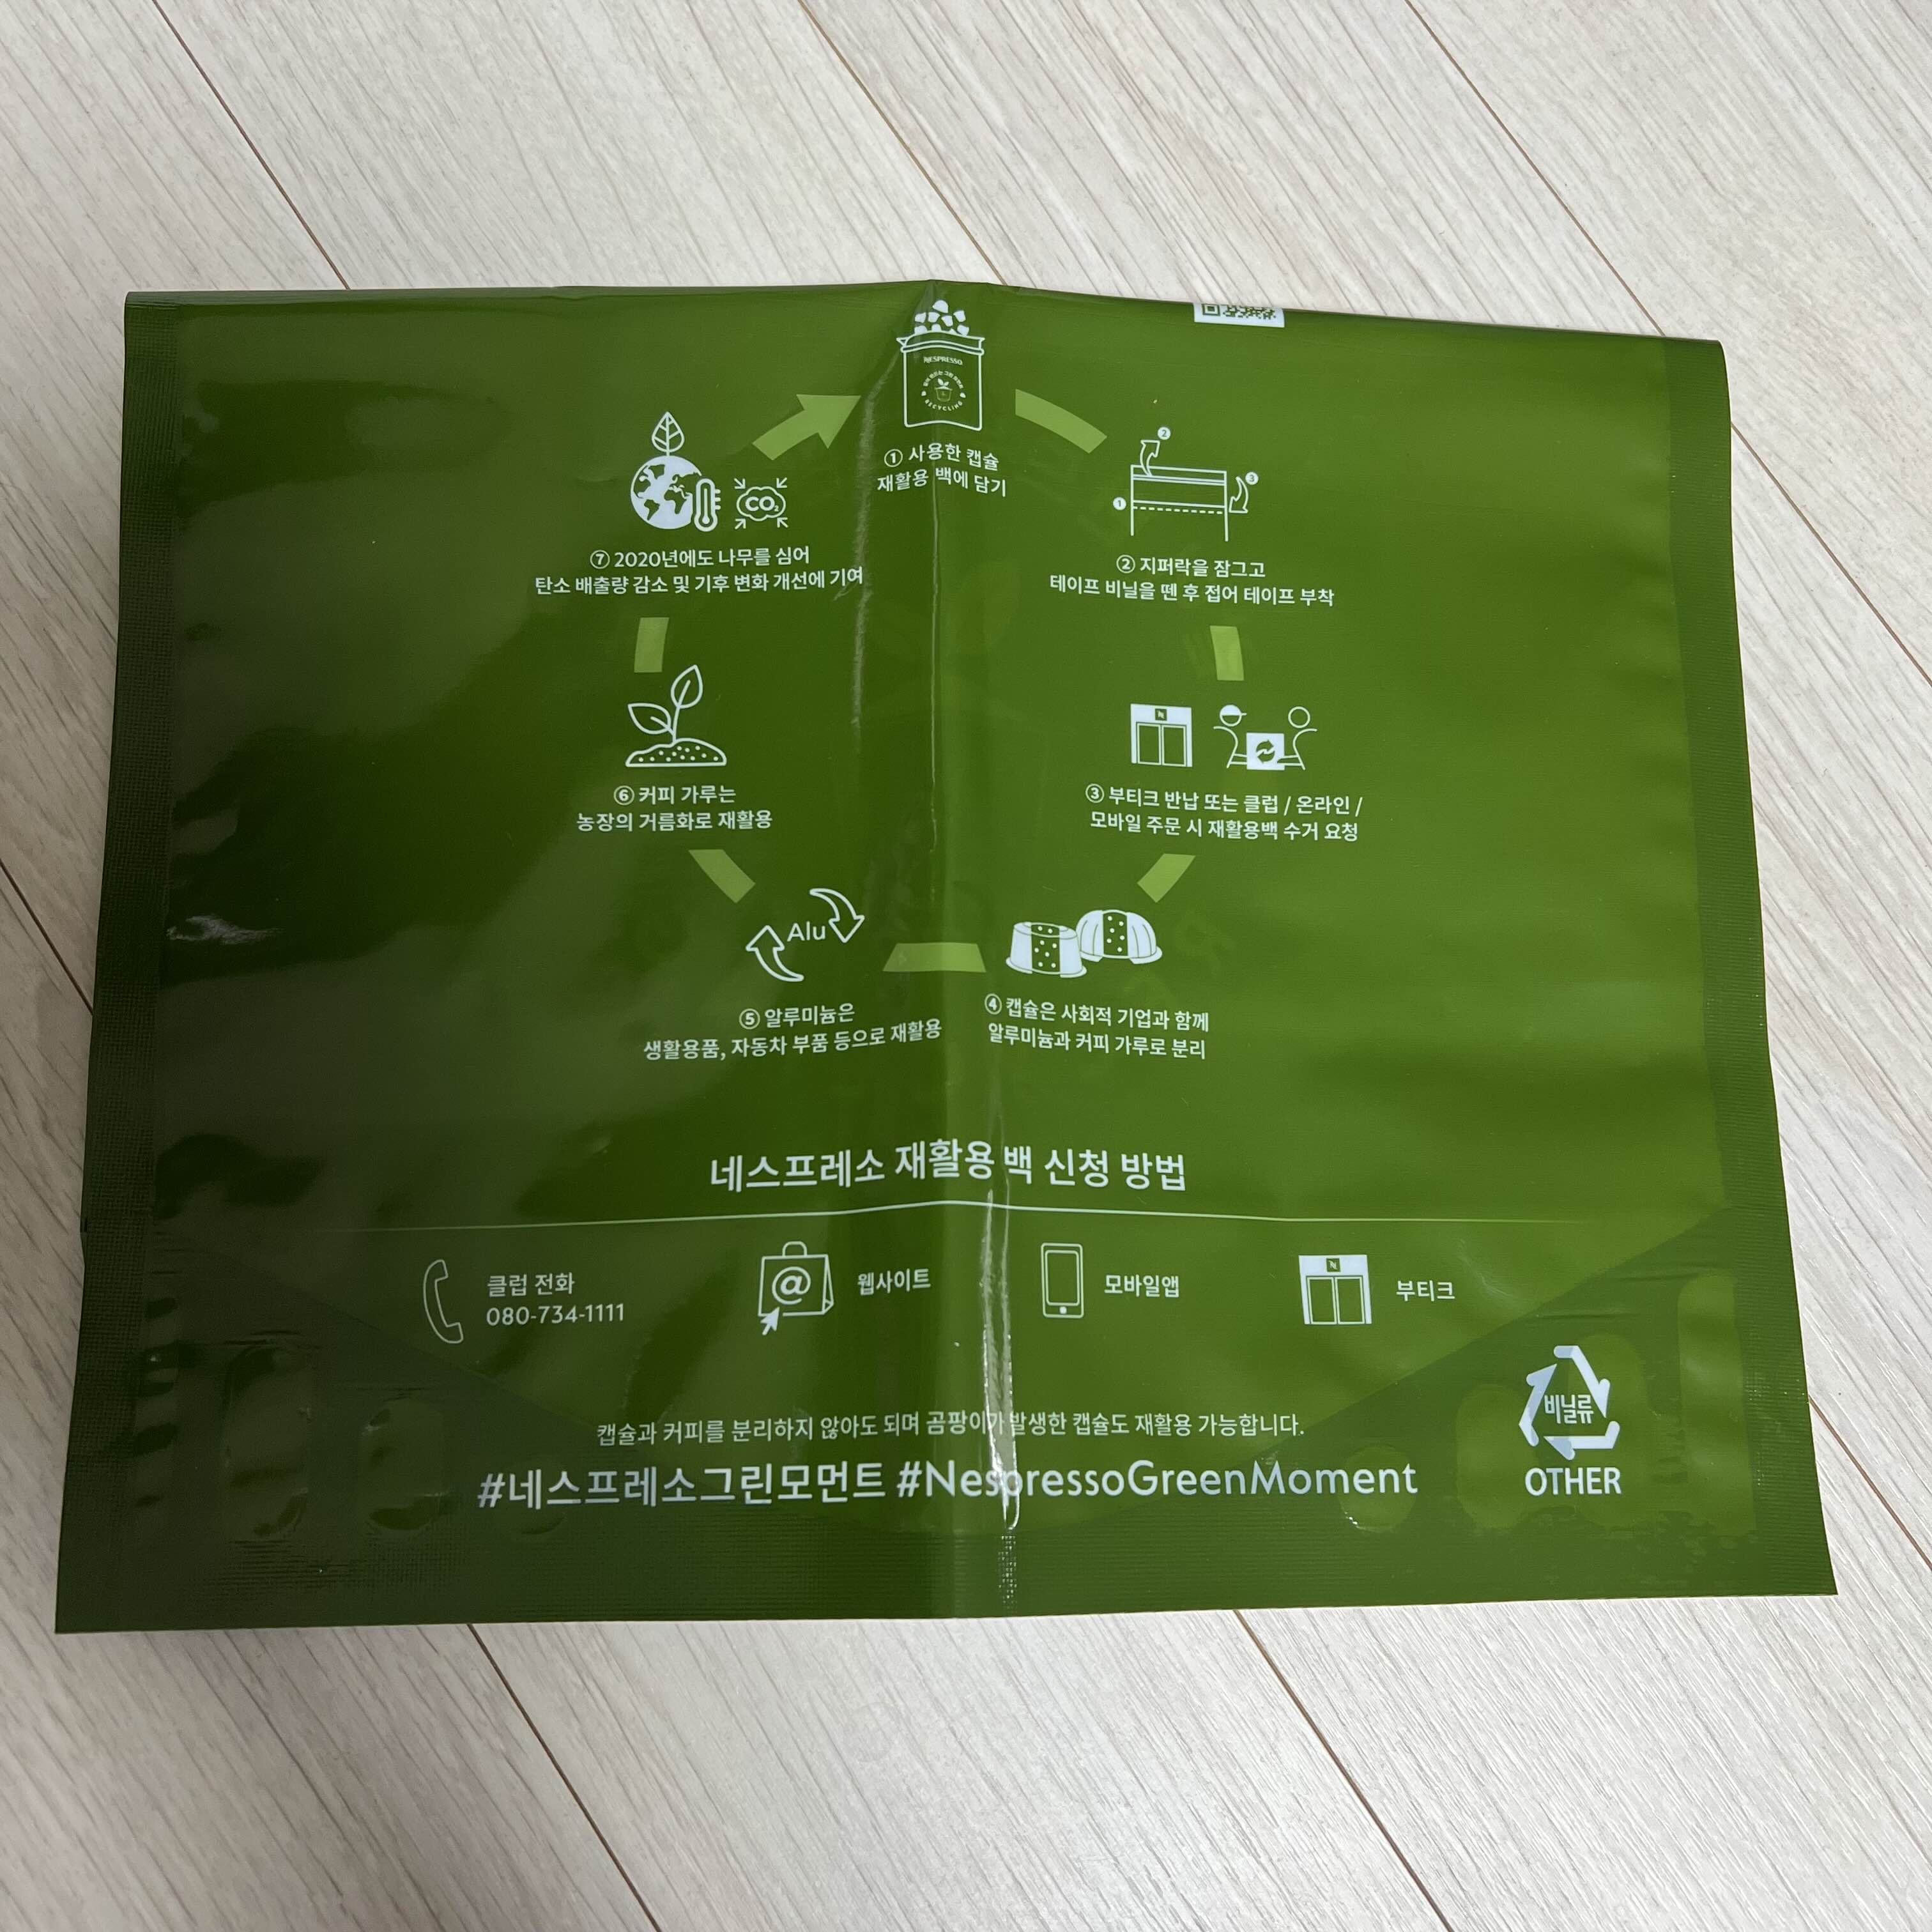 NESPRESSO
RECYCLING
① 사용한 캡슐
재활용 백에 담기
2
1
3
② 지퍼락을 잠그고
테이프 비닐을 뗀 후 접어 테이프 부착
③ 부티크 반납 또는 클럽 / 온라인 /
모바일 주문 시 재활용백 수거 요청
④ 캡슐은 사회적 기업과 함께
알루미늄과 커피 가루로 분리
Alu
⑤ 알루미늄은
생활용품, 자동차 부품 등으로 재활용
⑥ 커피 가루는
농장의 거름화로 재활용
CO₂
⑦ 2020년에도 나무를 심어
탄소 배출량 감소 및 기후 변화 개선에 기여
네스프레소 재활용 백 신청 방법
클럽 전화
080-734-1111
@
웹사이트
모바일앱
N
부티크
캡슐과 커피를 분리하지 않아도 되며 곰팡이가 발생한 캡슐도 재활용 가능합니다.
#네스프레소그린모먼트 #NespressoGreenMoment
비닐류
OTHER